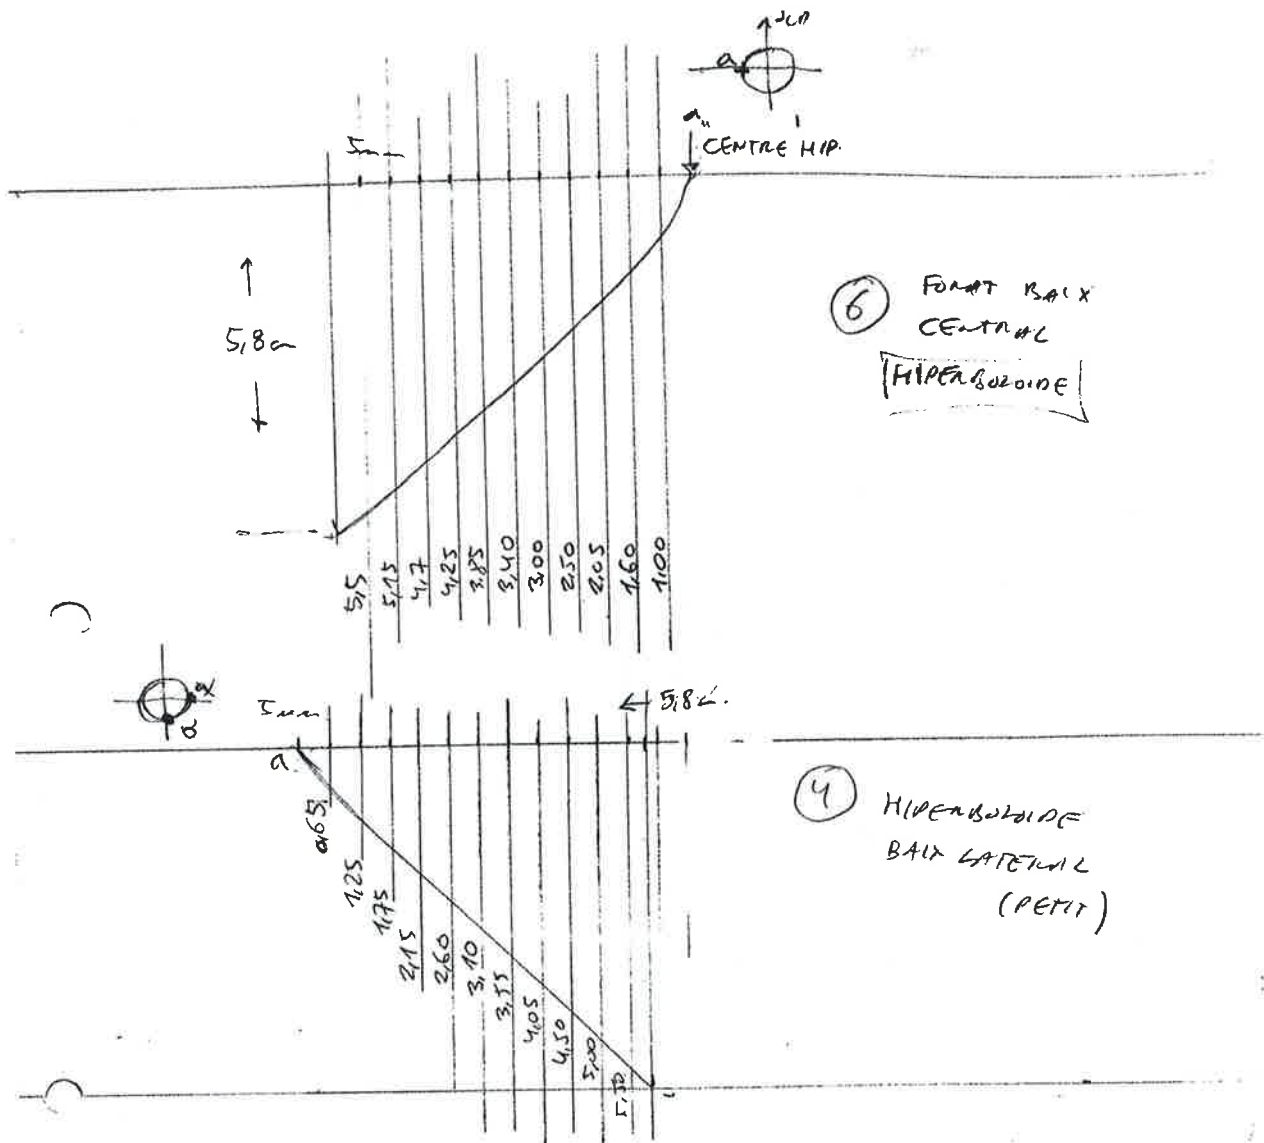 a
a"
CENTRE HIP.
5mm
5,8cm
6
FORAT BAIX
CENTRAL
HIPERBOLOIDE
5,5
5,15
4,7
4,25
3,85
3,40
3,00
2,50
2,05
1,60
1,00
a
5mm
5,8
a
0,65
1,25
1,75
2,15
2,60
3,10
3,55
4,05
4,50
5,00
5,50
4
HIPERBOLOIDE
BAIX LATERAL
(PETIT)